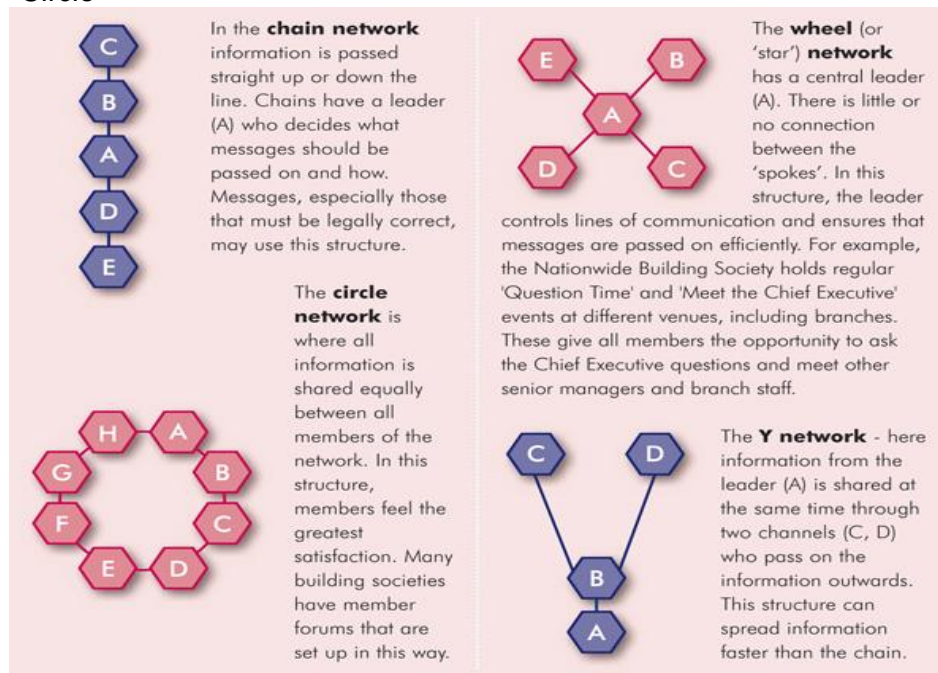 Circle
C
B
A
D
E
In the chain network
information is passed
straight up or down the
line. Chains have a leader
(A) who decides what
messages should be
passed on and how.
Messages, especially those
that must be legally correct,
may use this structure.
The circle
network is
where all
information is
shared equally
between all
members of the
network. In this
structure,
members feel the
greatest
satisfaction. Many
building societies
have member
forums that are
set up in this way.
H A
G B
F C
E D
E B
A
D C
The wheel (or
'star') network
has a central leader
(A). There is little or
no connection
between the
'spokes'. In this
structure, the leader
controls lines of communication and ensures that
messages are passed on efficiently. For example,
the Nationwide Building Society holds regular
'Question Time' and 'Meet the Chief Executive'
events at different venues, including branches.
These give all members the opportunity to ask
the Chief Executive questions and meet other
senior managers and branch staff.
C D
B
A
The Y network - here
information from the
leader (A) is shared at
the same time through
two channels (C, D)
who pass on the
information outwards.
This structure can
spread information
faster than the chain.